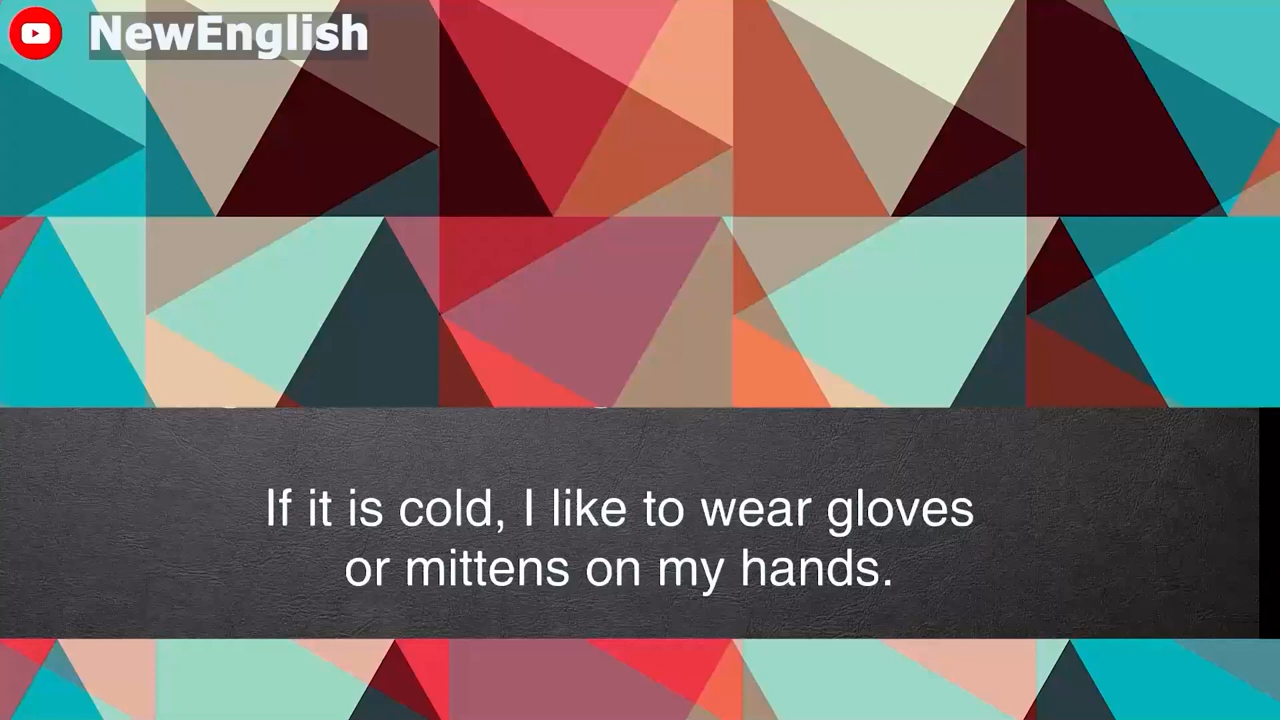 NewEnglish
If it is cold, I like to wear gloves
or mittens on my hands.